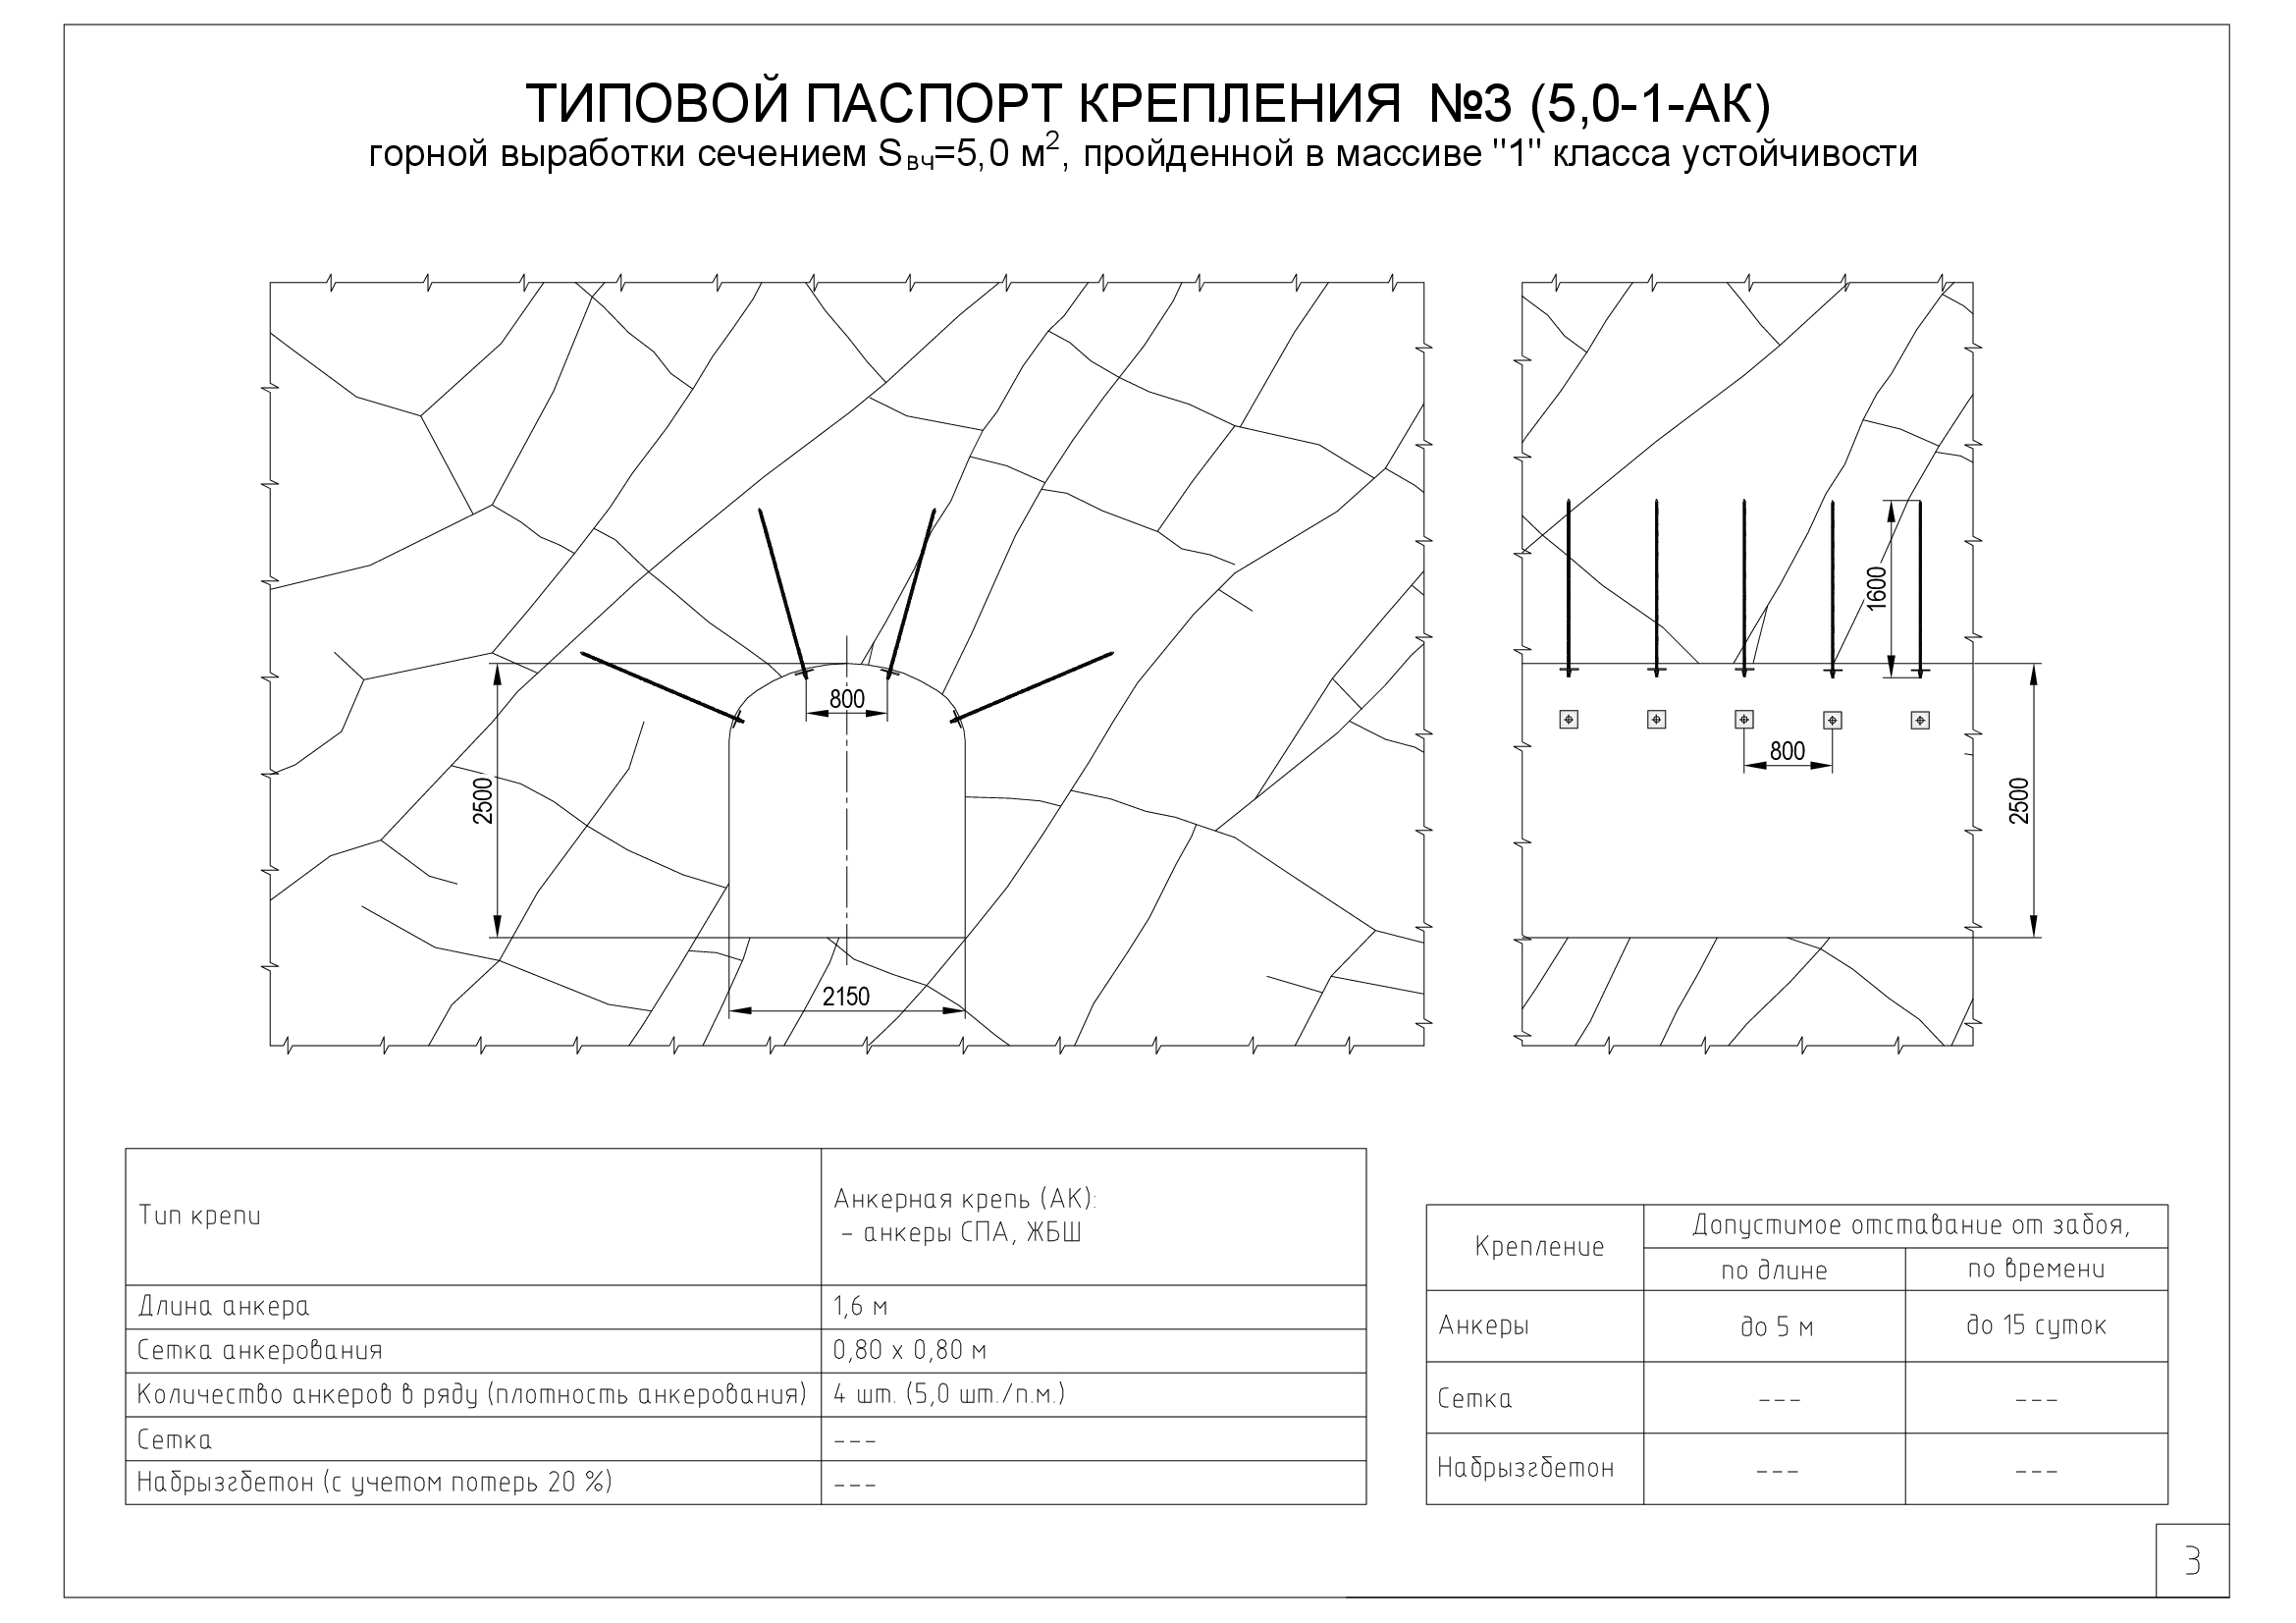 ТИПОВОЙ ПАСПОРТ КРЕПЛЕНИЯ №3 (5,0-1-АК)
горной выработки сечением Sвч=5,0 м², пройденной в массиве "1" класса устойчивости
800
2500
2150
1600
800
2500
Тип крепи
Анкерная крепь (АК):
– анкеры СПА, ЖБШ
Длина анкера
1,6 м
Сетка анкерования
0,80 х 0,80 м
Количество анкеров в ряду (плотность анкерования)
4 шт. (5,0 шт./п.м.)
Сетка
---
Набрызгбетон (с учетом потерь 20 %)
---
Крепление
Допустимое отставание от забоя,
по длине
по времени
Анкеры
до 5 м
до 15 суток
Сетка
---
---
Набрызгбетон
---
---
3